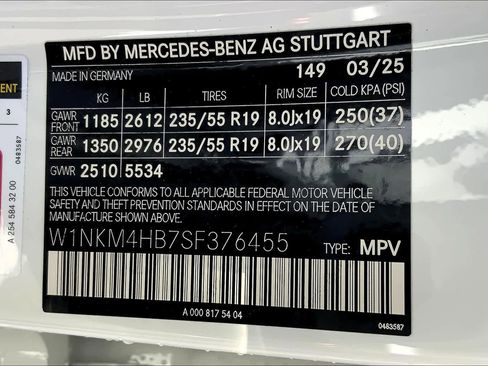 MFD BY MERCEDES-BENZ AG STUTTGART
MADE IN GERMANY 149 03/25
KG LB TIRES RIM SIZE COLD KPA (PSI)
GAWR FRONT 1185 2612 235/55 R19 8.0Jx19 250(37)
GAWR REAR 1350 2976 235/55 R19 8.0Jx19 270(40)
GVWR 2510 5534
THIS VEHICLE CONFORMS TO ALL APPLICABLE FEDERAL MOTOR VEHICLE
SAFETY AND THEFT PREVENTION STANDARDS IN EFFECT ON THE DATE OF
MANUFACTURE SHOWN ABOVE.
W1NKM4HB7SF376455 TYPE: MPV
A 000 817 54 04
0483587
3
0483587
A 254 584 32 00